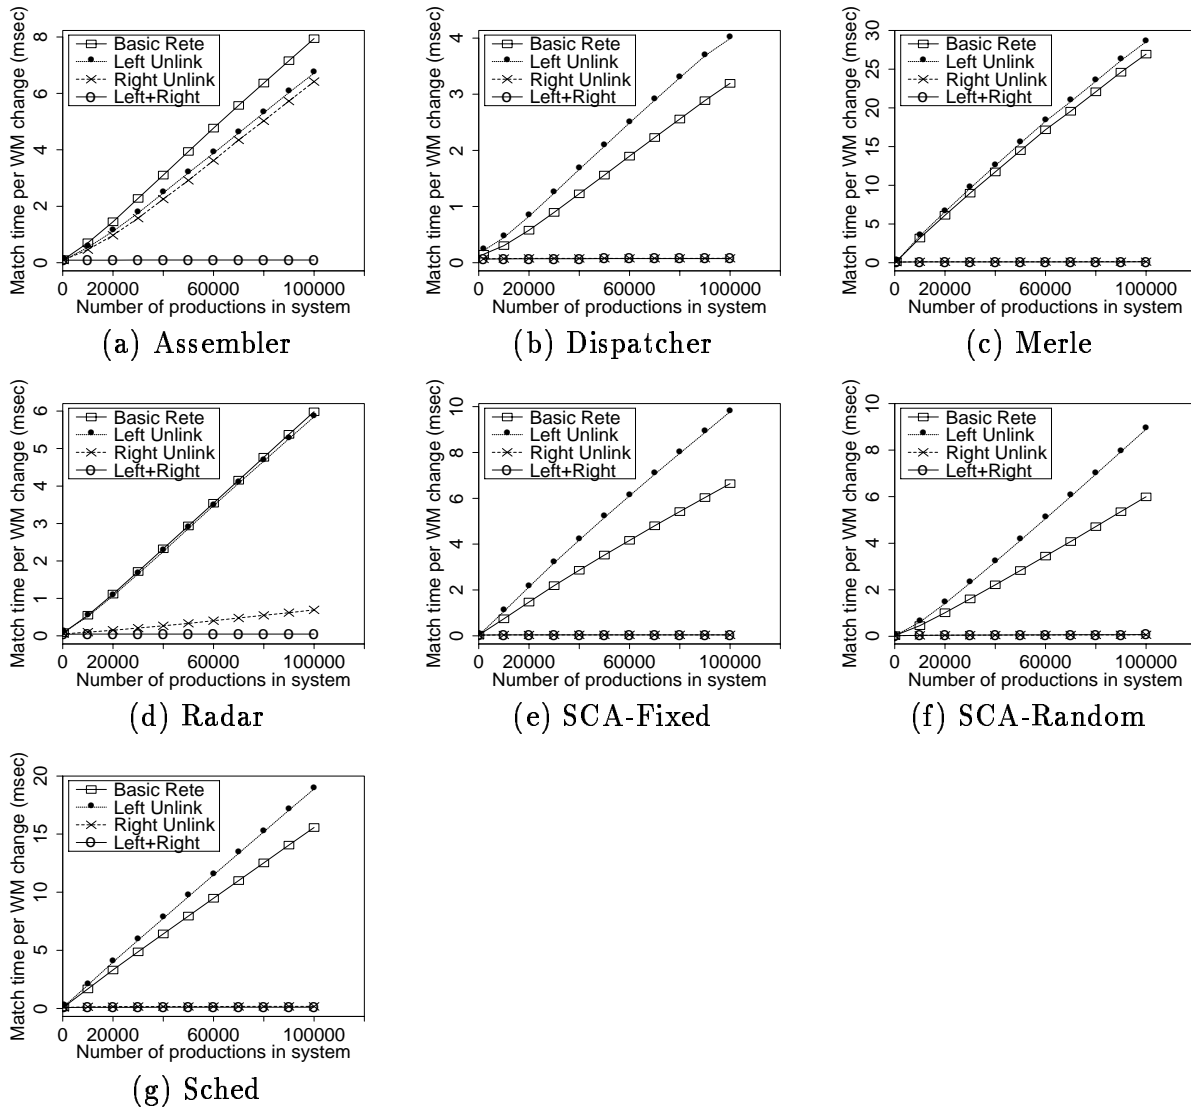 Match time per WM change (msec)
8
6
4
2
0
Basic Rete
Left Unlink
Right Unlink
Left+Right
0 20000 60000 100000
Number of productions in system
(a) Assembler
Match time per WM change (msec)
4
3
2
1
0
Basic Rete
Left Unlink
Right Unlink
Left+Right
0 20000 60000 100000
Number of productions in system
(b) Dispatcher
Match time per WM change (msec)
30
25
20
15
10
5
0
Basic Rete
Left Unlink
Right Unlink
Left+Right
0 20000 60000 100000
Number of productions in system
(c) Merle
Match time per WM change (msec)
6
5
4
3
2
1
0
Basic Rete
Left Unlink
Right Unlink
Left+Right
0 20000 60000 100000
Number of productions in system
(d) Radar
Match time per WM change (msec)
10
8
6
4
2
0
Basic Rete
Left Unlink
Right Unlink
Left+Right
0 20000 60000 100000
Number of productions in system
(e) SCA-Fixed
Match time per WM change (msec)
10
8
6
4
2
0
Basic Rete
Left Unlink
Right Unlink
Left+Right
0 20000 60000 100000
Number of productions in system
(f) SCA-Random
Match time per WM change (msec)
20
15
10
5
0
Basic Rete
Left Unlink
Right Unlink
Left+Right
0 20000 60000 100000
Number of productions in system
(g) Sched